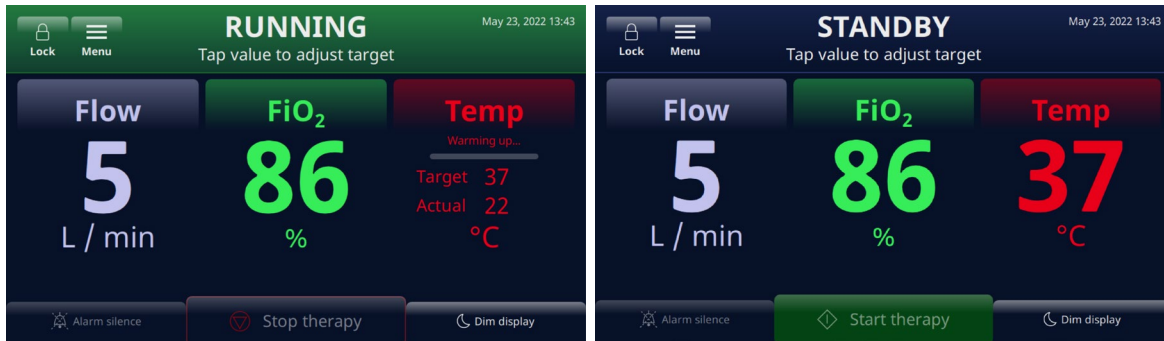 Lock
Menu
RUNNING
Tap value to adjust target
May 23, 2022 13:43
Flow
5
L / min
FiO₂
86
%
Temp
Warming up...
Target 37
Actual 22
°C
Alarm silence
Stop therapy
Dim display
Lock
Menu
STANDBY
Tap value to adjust target
May 23, 2022 13:43
Flow
5
L / min
FiO₂
86
%
Temp
37
°C
Alarm silence
Start therapy
Dim display